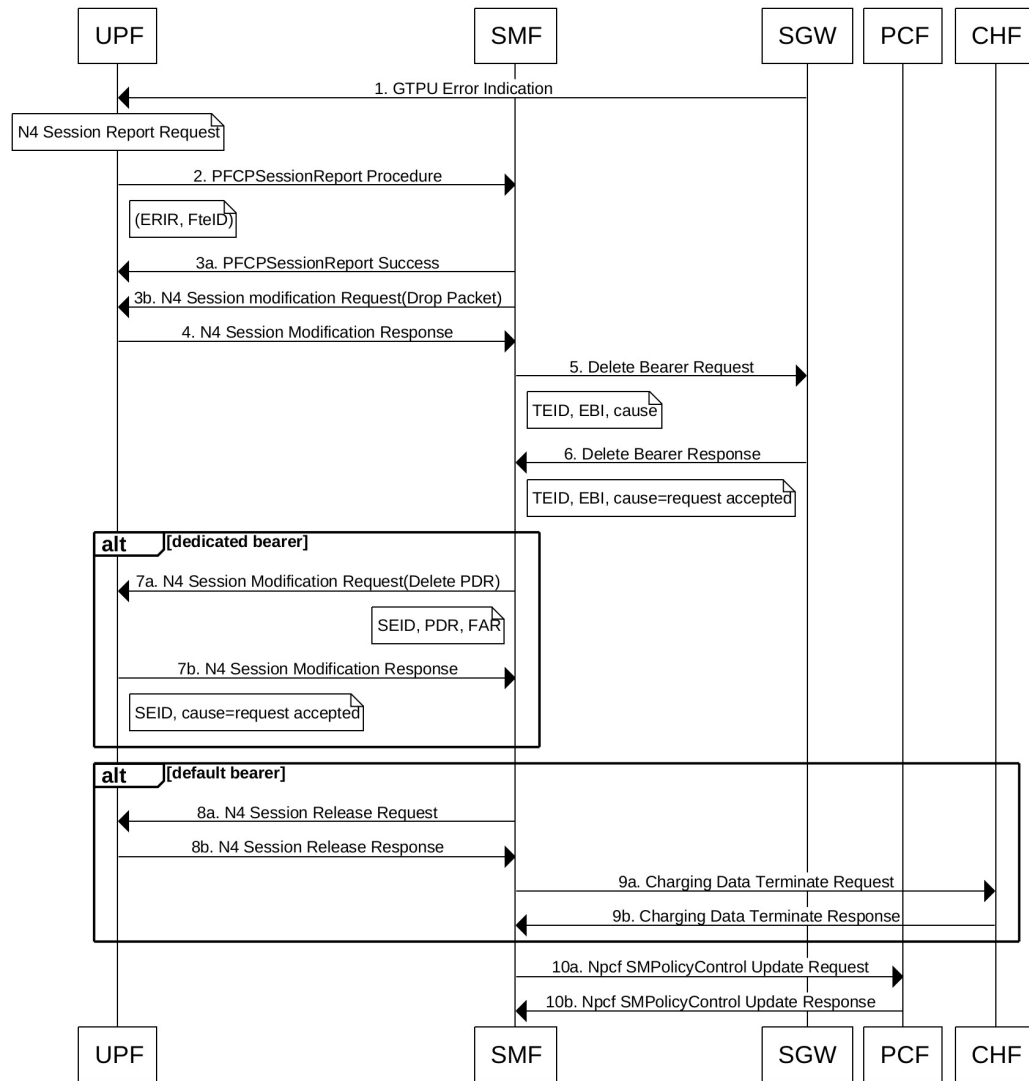 UPF SMF SGW PCF CHF
1. GTPU Error Indication
N4 Session Report Request
2. PFCPSessionReport Procedure
(ERIR, FteID)
3a. PFCPSessionReport Success
3b. N4 Session modification Request(Drop Packet)
4. N4 Session Modification Response
5. Delete Bearer Request
TEID, EBI, cause
6. Delete Bearer Response
TEID, EBI, cause=request accepted
alt [dedicated bearer]
7a. N4 Session Modification Request(Delete PDR)
SEID, PDR, FAR
7b. N4 Session Modification Response
SEID, cause=request accepted
alt [default bearer]
8a. N4 Session Release Request
8b. N4 Session Release Response
9a. Charging Data Terminate Request
9b. Charging Data Terminate Response
10a. Npcf SMPolicyControl Update Request
10b. Npcf SMPolicyControl Update Response
UPF SMF SGW PCF CHF